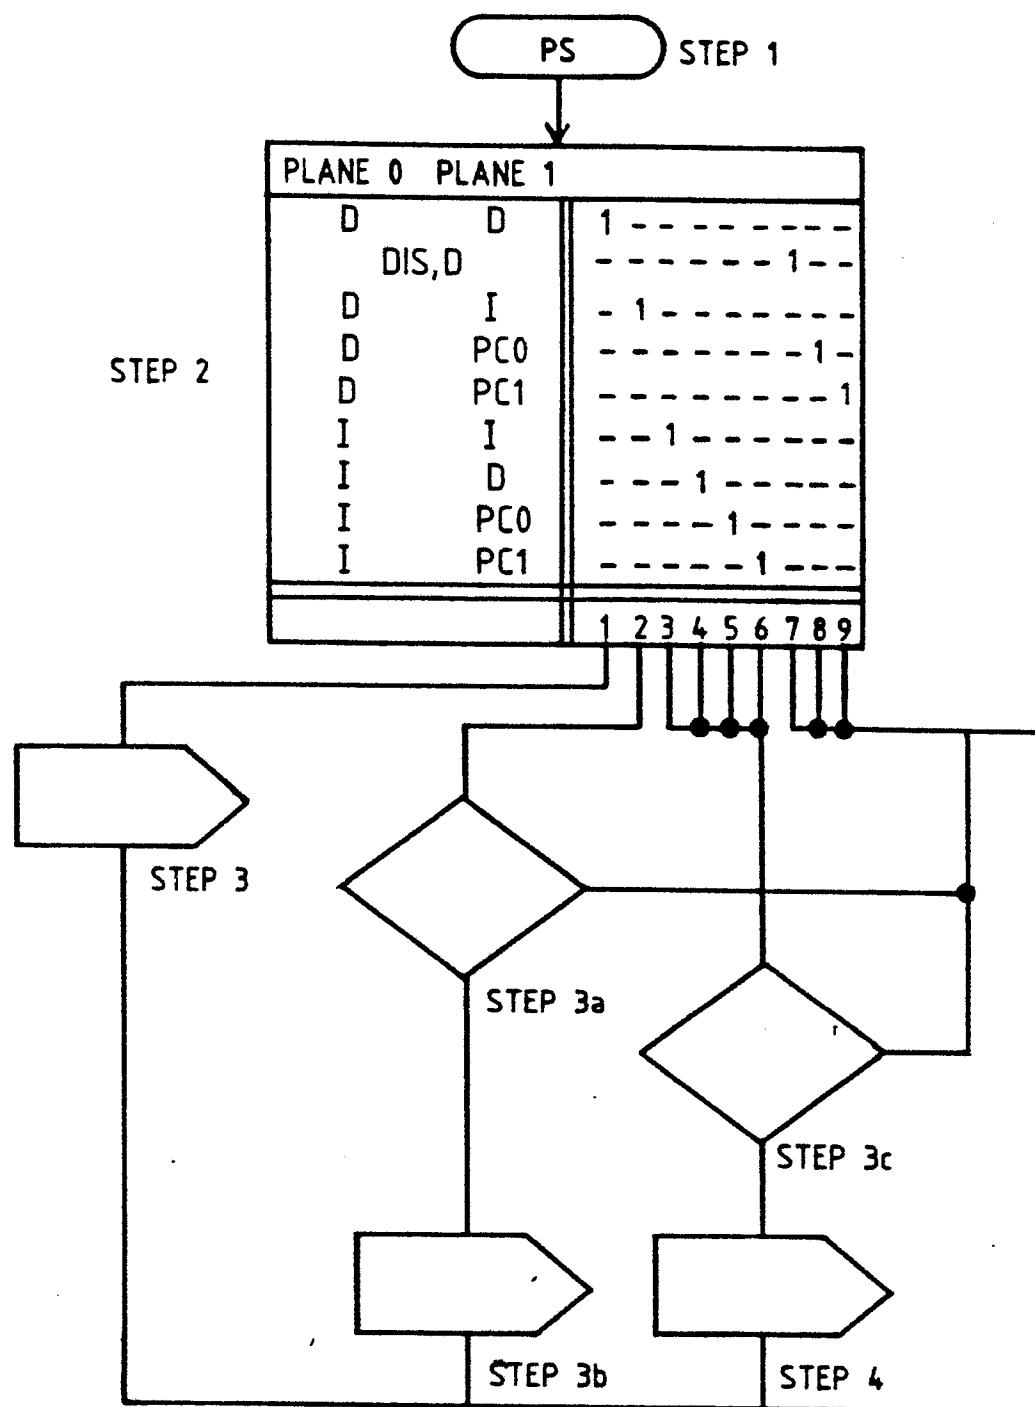 PS STEP 1
PLANE 0 PLANE 1
D D 1 - - - - - - - -
DIS,D - - - - - - 1 - -
D I - 1 - - - - - - -
D PC0 - - - - - - - 1 -
STEP 2
D PC1 - - - - - - - - 1
I I - - 1 - - - - - -
I D - - - 1 - - - - -
I PC0 - - - - 1 - - - -
I PC1 - - - - - 1 - - -
1 2 3 4 5 6 7 8 9
STEP 3
STEP 3a
STEP 3c
STEP 3b
STEP 4